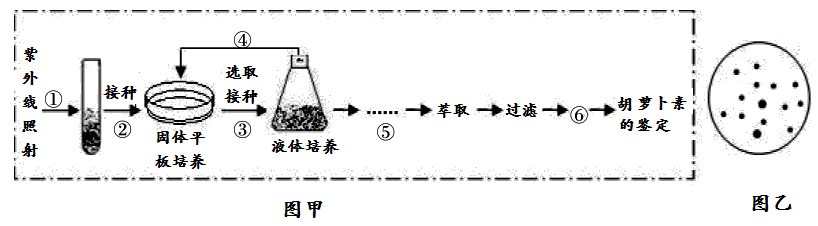 紫外线照射
①
接种
②
固体平
板培养
④
选取
接种
③
液体培养
……
⑤
萃取
过滤
⑥
胡萝卜素
的鉴定
图甲
图乙